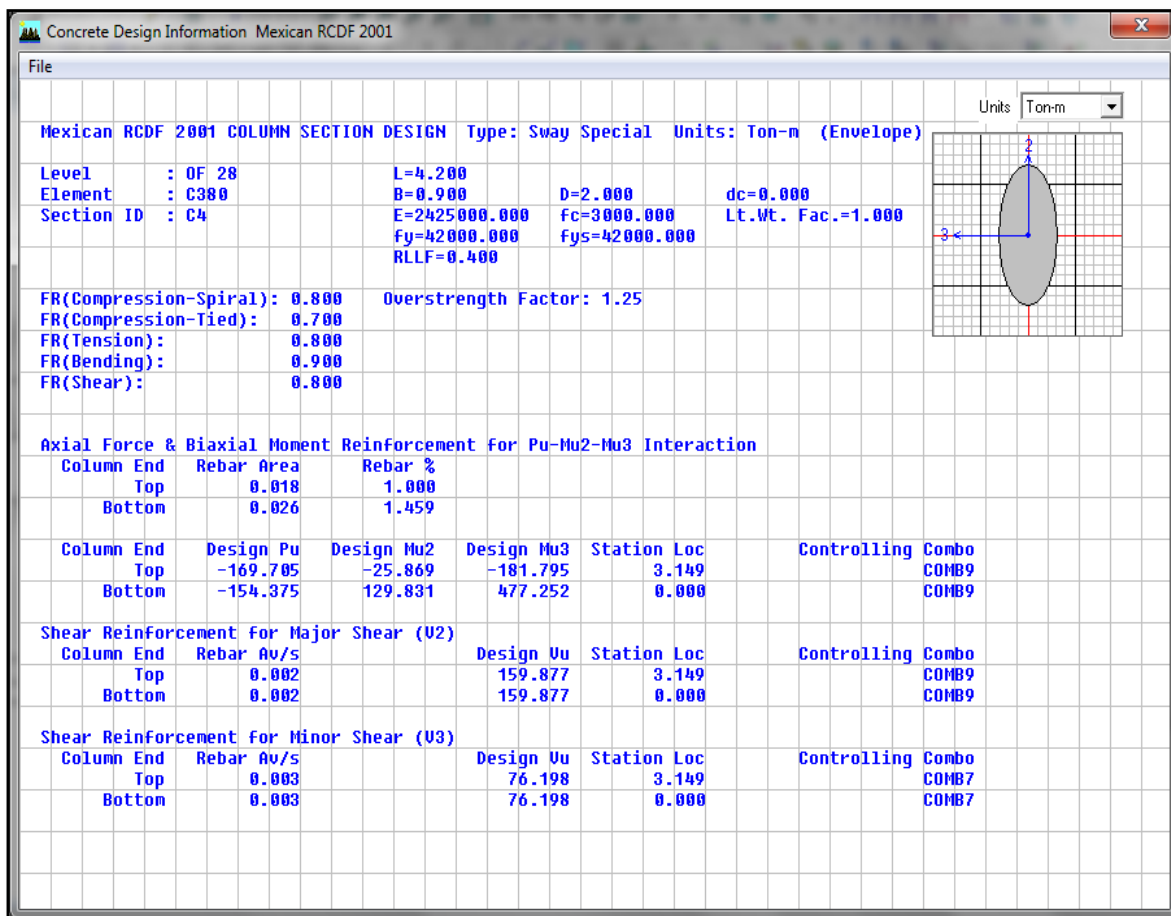 Concrete Design Information Mexican RCDF 2001
X
File
Units Ton-m
Mexican RCDF 2001 COLUMN SECTION DESIGN Type: Sway Special Units: Ton-m (Envelope)
Level : OF 28 L=4.200
Element : C380 B=0.900 D=2.000 dc=0.000
Section ID : C4 E=2425000.000 fc=3000.000 Lt.Wt. Fac.=1.000
fy=42000.000 fys=42000.000
RLLF=0.400
2
3
FR(Compression-Spiral): 0.800 Overstrength Factor: 1.25
FR(Compression-Tied): 0.700
FR(Tension): 0.800
FR(Bending): 0.900
FR(Shear): 0.800
Axial Force & Biaxial Moment Reinforcement for Pu-Mu2-Mu3 Interaction
Column End Rebar Area Rebar %
Top 0.018 1.000
Bottom 0.026 1.459
Column End Design Pu Design Mu2 Design Mu3 Station Loc Controlling Combo
Top -169.705 -25.869 -181.795 3.149 COMB9
Bottom -154.375 129.831 477.252 0.000 COMB9
Shear Reinforcement for Major Shear (V2)
Column End Rebar Av/s Design Vu Station Loc Controlling Combo
Top 0.002 159.877 3.149 COMB9
Bottom 0.002 159.877 0.000 COMB9
Shear Reinforcement for Minor Shear (V3)
Column End Rebar Av/s Design Vu Station Loc Controlling Combo
Top 0.003 76.198 3.149 COMB7
Bottom 0.003 76.198 0.000 COMB7